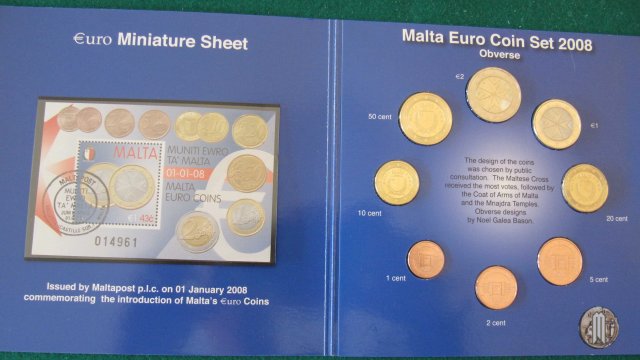 €uro Miniature Sheet
MALTA
MUNITI EWRO
TA' MALTA
01-01-08
MALTA
EURO COINS
43c
014961
MALTAPOST
MUNITI
EWRO
Issued by Maltapost p.l.c. on 01 January 2008
commemorating the introduction of Malta's €uro Coins
Malta Euro Coin Set 2008
Obverse
€2
50 cent
€1
The design of the coins
was chosen by public
consultation. The Maltese Cross
received the most votes, followed by
the Coat of Arms of Malta
and the Mnajdra Temples.
Obverse designs
by Noel Galea Bason.
10 cent
20 cent
1 cent
5 cent
2 cent